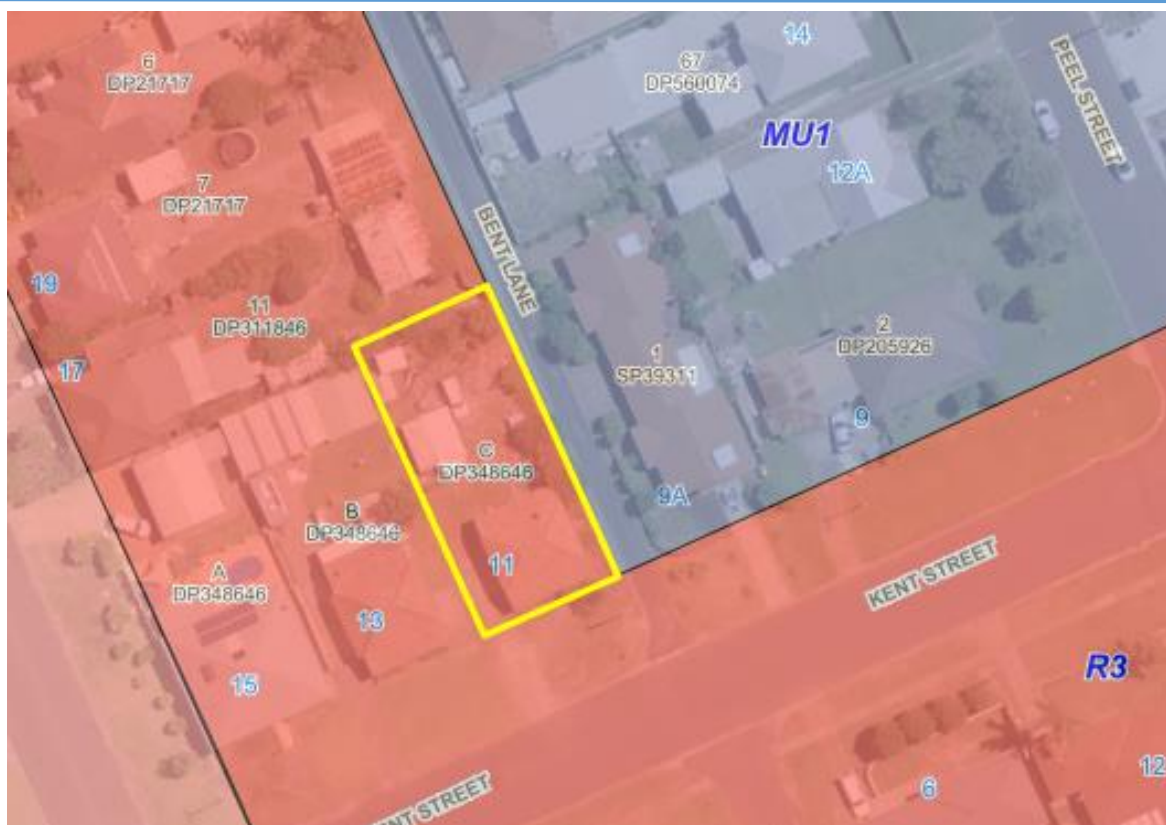 14
6
DP21717
67
DP560074
PEEL STREET
MU1
12A
7
DP21717
BENT LANE
19
11
DP311846
2
DP205926
1
SP39311
17
9
C
DP348646
9A
B
DP348646
11
KENT STREET
A
DP348646
13
R3
15
12
6
ENT STREET